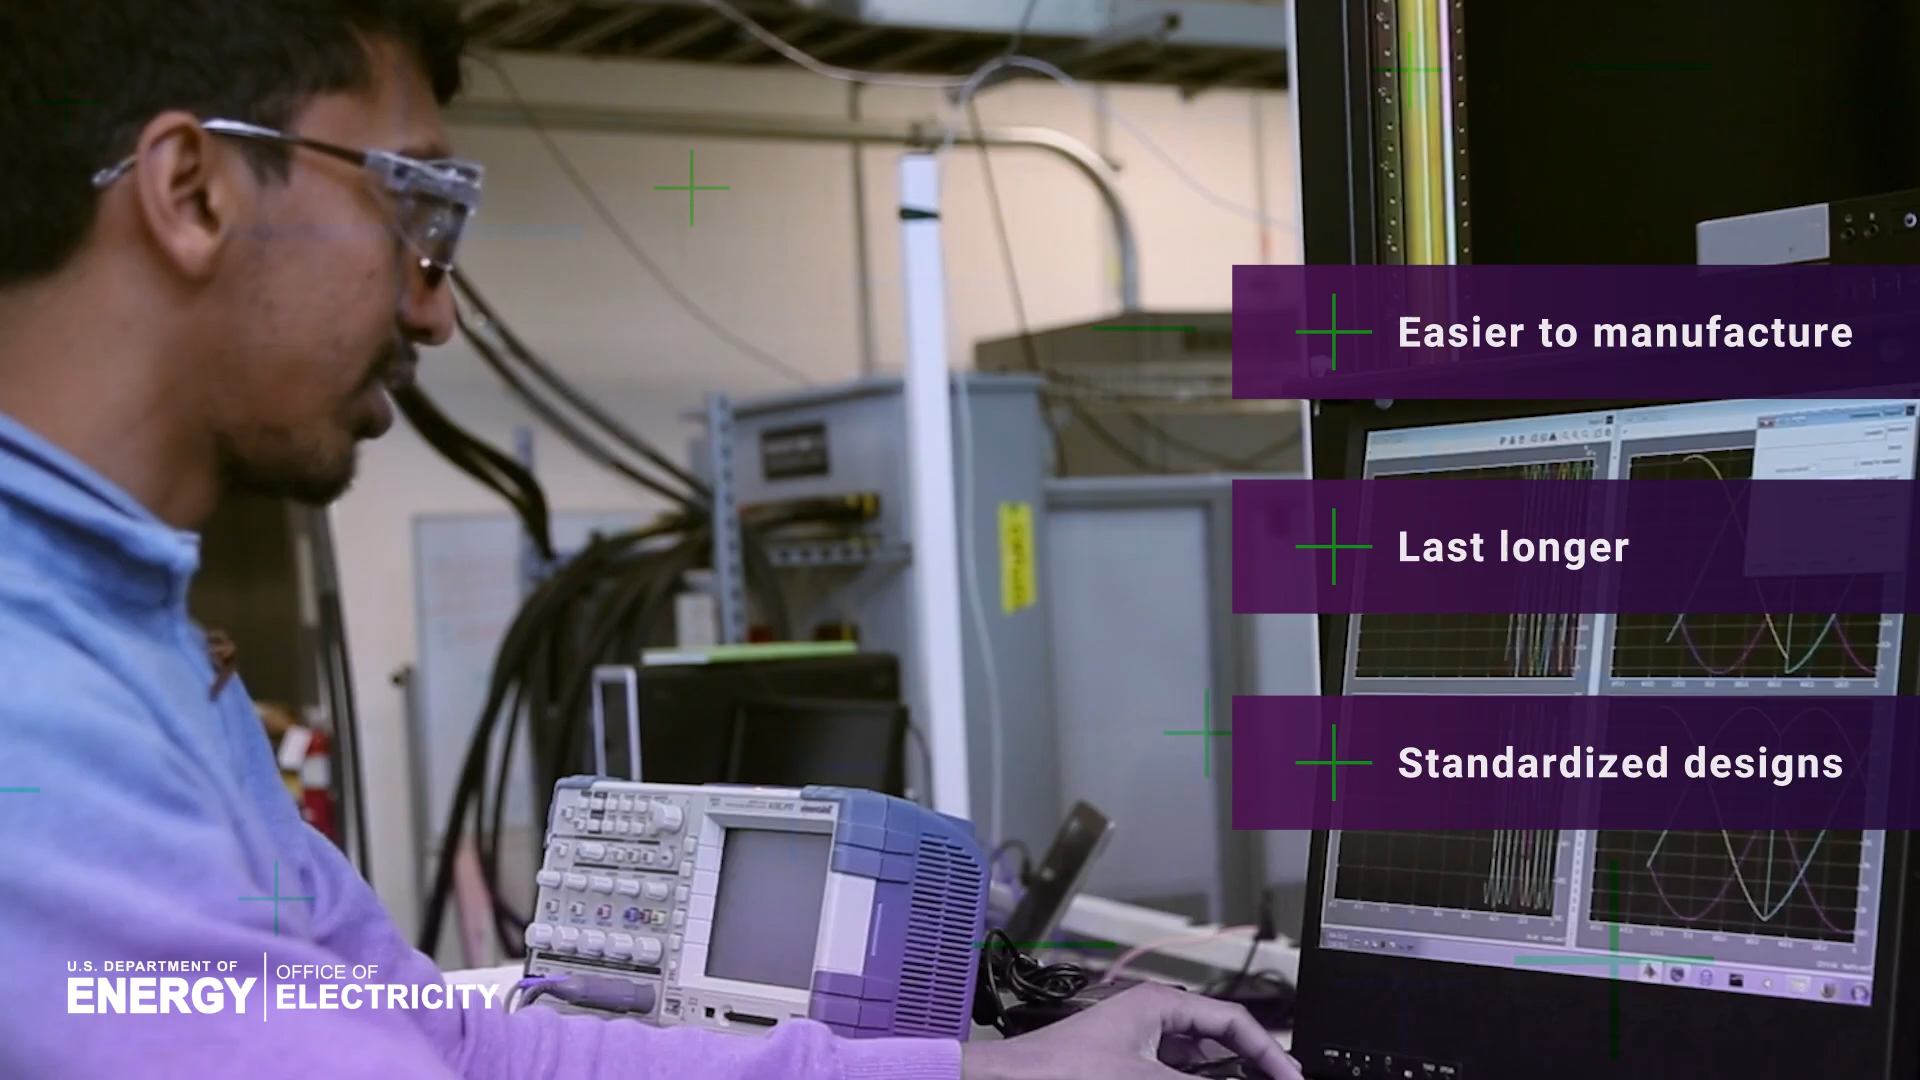 Easier to manufacture
Last longer
Standardized designs
U.S. DEPARTMENT OF
ENERGY
OFFICE OF
ELECTRICITY